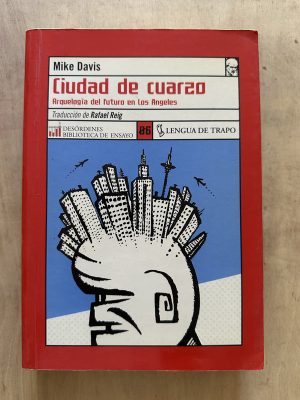 Mike Davis
Ciudad de cuarzo
Arqueología del futuro en Los Angeles
Traducción de Rafael Reig
DESÓRDENES
BIBLIOTECA DE ENSAYO
86
LENGUA DE TRAPO